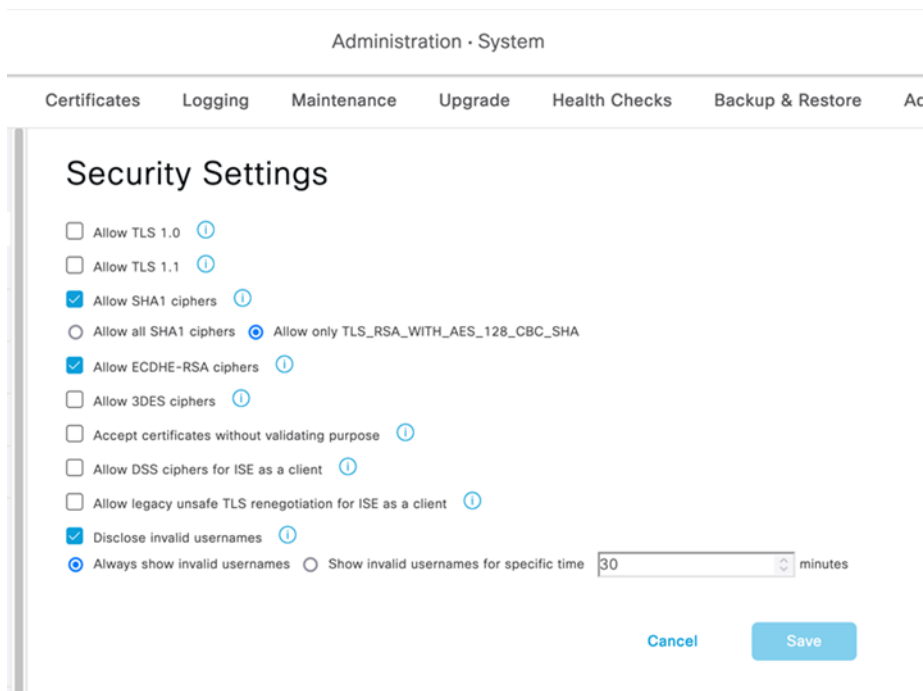 Administration · System
Certificates Logging Maintenance Upgrade Health Checks Backup & Restore Ac
Security Settings
Allow TLS 1.0
Allow TLS 1.1
Allow SHA1 ciphers
Allow all SHA1 ciphers Allow only TLS_RSA_WITH_AES_128_CBC_SHA
Allow ECDHE-RSA ciphers
Allow 3DES ciphers
Accept certificates without validating purpose
Allow DSS ciphers for ISE as a client
Allow legacy unsafe TLS renegotiation for ISE as a client
Disclose invalid usernames
Always show invalid usernames Show invalid usernames for specific time 30 minutes
Cancel Save